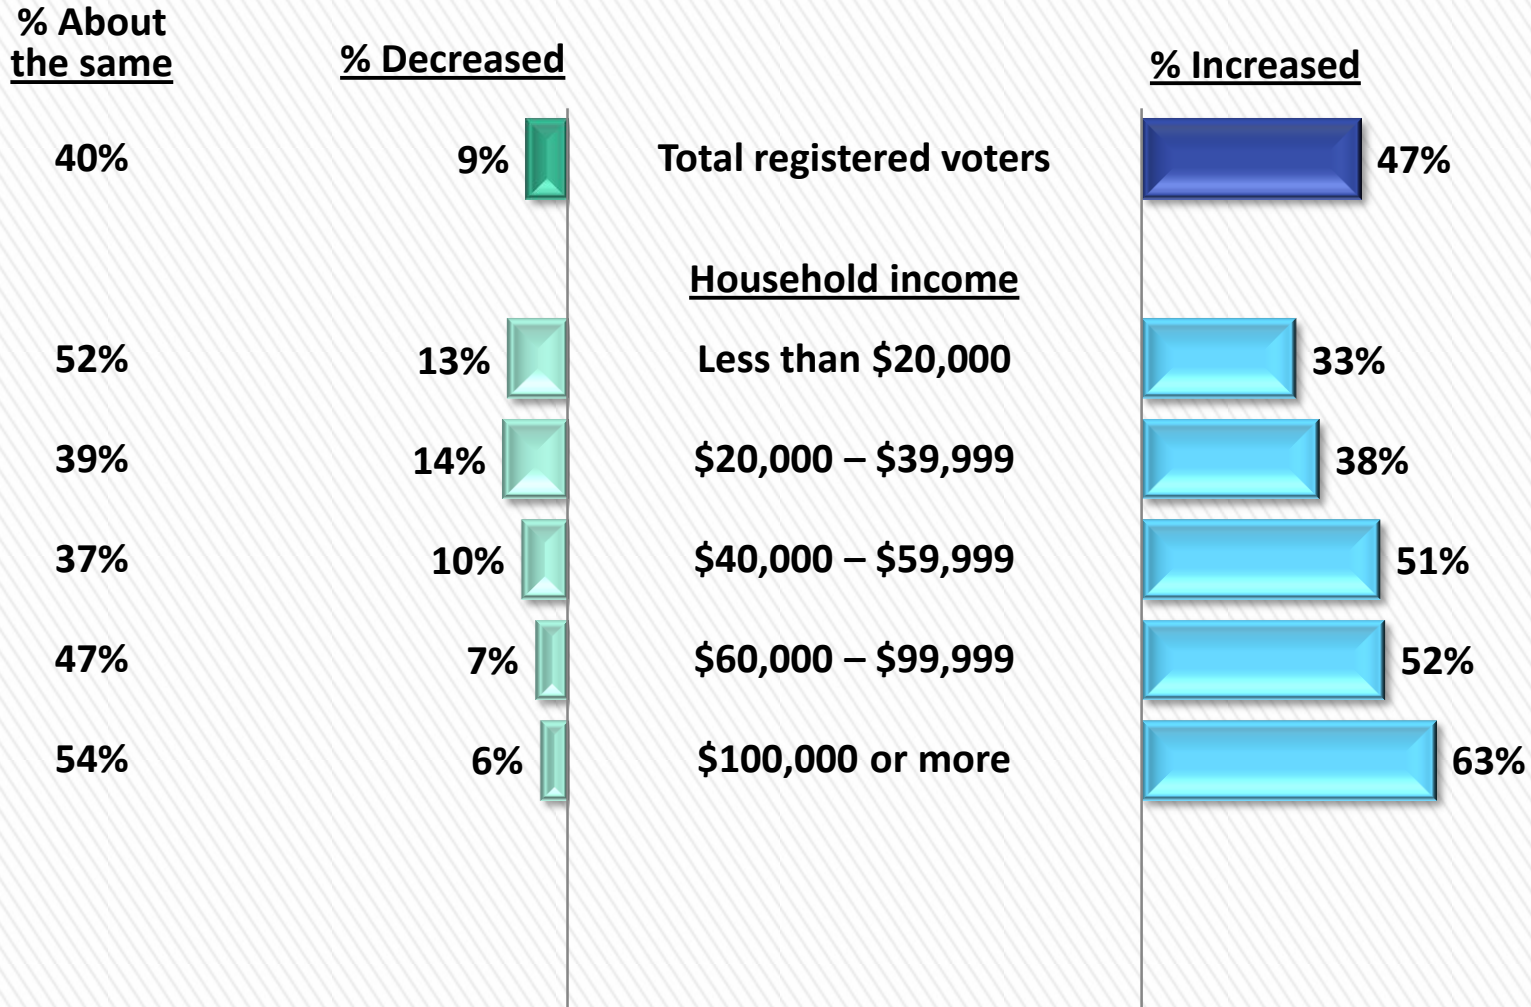 % About
the same
% Decreased
% Increased
40%
9%
Total registered voters
47%
Household income
52%
13%
Less than $20,000
33%
39%
14%
$20,000 – $39,999
38%
37%
10%
$40,000 – $59,999
51%
47%
7%
$60,000 – $99,999
52%
54%
6%
$100,000 or more
63%